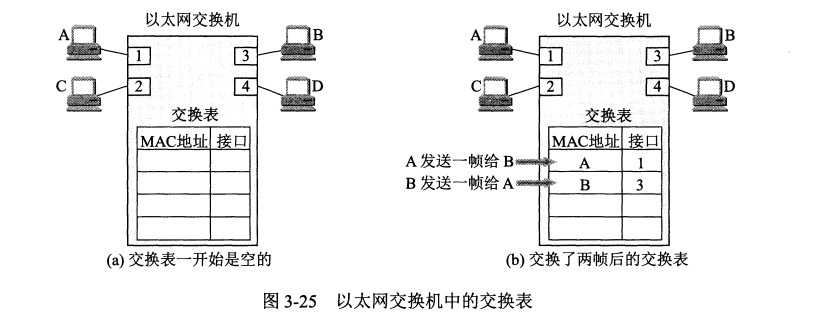 以太网交换机
A
B
1
3
C
2
4
D
交换表
MAC地址 接口
(a) 交换表一开始是空的
以太网交换机
A
B
1
3
C
2
4
D
交换表
MAC地址 接口
A 发送一帧给 B A 1
B 发送一帧给 A B 3
(b) 交换了两帧后的交换表
图 3-25 以太网交换机中的交换表